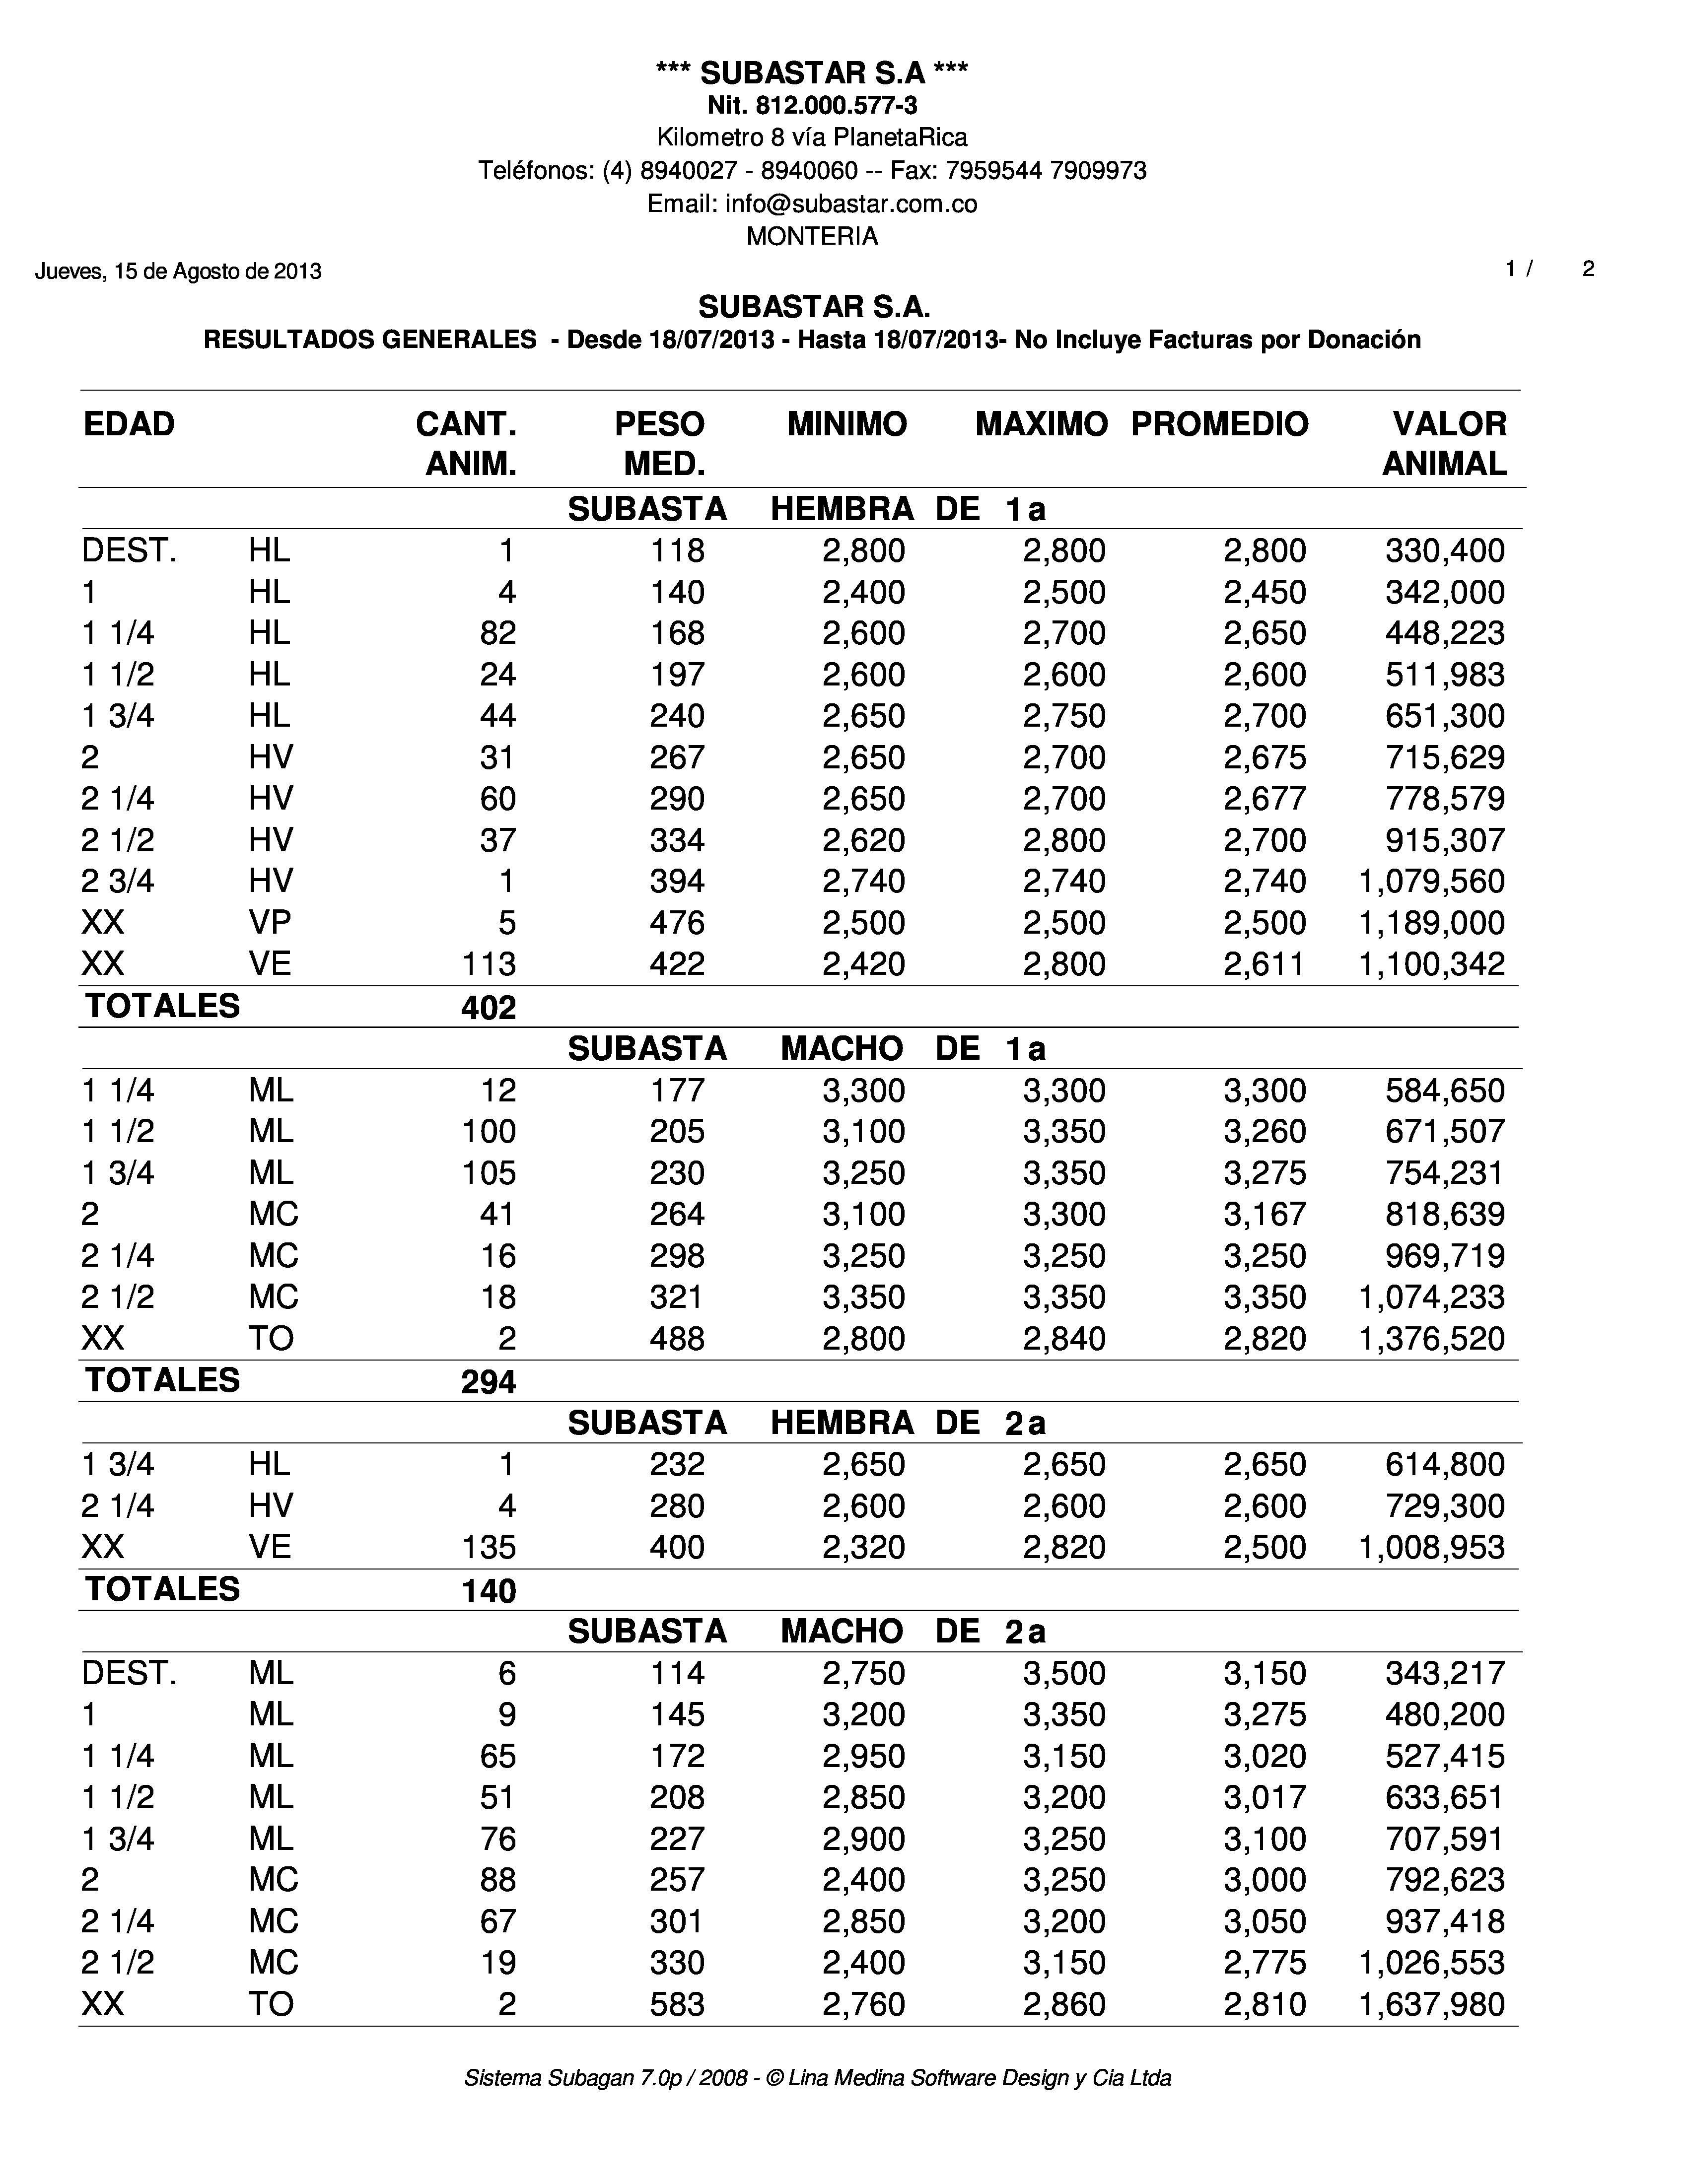 *** SUBASTAR S.A ***
Nit. 812.000.577-3
Kilometro 8 vía PlanetaRica
Teléfonos: (4) 8940027 - 8940060 -- Fax: 7959544 7909973
Email: info@subastar.com.co
MONTERIA
Jueves, 15 de Agosto de 2013 1 / 2
SUBASTAR S.A.
RESULTADOS GENERALES - Desde 18/07/2013 - Hasta 18/07/2013- No Incluye Facturas por Donación
EDAD CANT. PESO MINIMO MAXIMO PROMEDIO VALOR
ANIM. MED. ANIMAL
SUBASTA HEMBRA DE 1a
DEST. HL 1 118 2,800 2,800 2,800 330,400
1 HL 4 140 2,400 2,500 2,450 342,000
1 1/4 HL 82 168 2,600 2,700 2,650 448,223
1 1/2 HL 24 197 2,600 2,600 2,600 511,983
1 3/4 HL 44 240 2,650 2,750 2,700 651,300
2 HV 31 267 2,650 2,700 2,675 715,629
2 1/4 HV 60 290 2,650 2,700 2,677 778,579
2 1/2 HV 37 334 2,620 2,800 2,700 915,307
2 3/4 HV 1 394 2,740 2,740 2,740 1,079,560
XX VP 5 476 2,500 2,500 2,500 1,189,000
XX VE 113 422 2,420 2,800 2,611 1,100,342
TOTALES 402
SUBASTA MACHO DE 1a
1 1/4 ML 12 177 3,300 3,300 3,300 584,650
1 1/2 ML 100 205 3,100 3,350 3,260 671,507
1 3/4 ML 105 230 3,250 3,350 3,275 754,231
2 MC 41 264 3,100 3,300 3,167 818,639
2 1/4 MC 16 298 3,250 3,250 3,250 969,719
2 1/2 MC 18 321 3,350 3,350 3,350 1,074,233
XX TO 2 488 2,800 2,840 2,820 1,376,520
TOTALES 294
SUBASTA HEMBRA DE 2a
1 3/4 HL 1 232 2,650 2,650 2,650 614,800
2 1/4 HV 4 280 2,600 2,600 2,600 729,300
XX VE 135 400 2,320 2,820 2,500 1,008,953
TOTALES 140
SUBASTA MACHO DE 2a
DEST. ML 6 114 2,750 3,500 3,150 343,217
1 ML 9 145 3,200 3,350 3,275 480,200
1 1/4 ML 65 172 2,950 3,150 3,020 527,415
1 1/2 ML 51 208 2,850 3,200 3,017 633,651
1 3/4 ML 76 227 2,900 3,250 3,100 707,591
2 MC 88 257 2,400 3,250 3,000 792,623
2 1/4 MC 67 301 2,850 3,200 3,050 937,418
2 1/2 MC 19 330 2,400 3,150 2,775 1,026,553
XX TO 2 583 2,760 2,860 2,810 1,637,980
Sistema Subagan 7.0p / 2008 - © Lina Medina Software Design y Cia Ltda